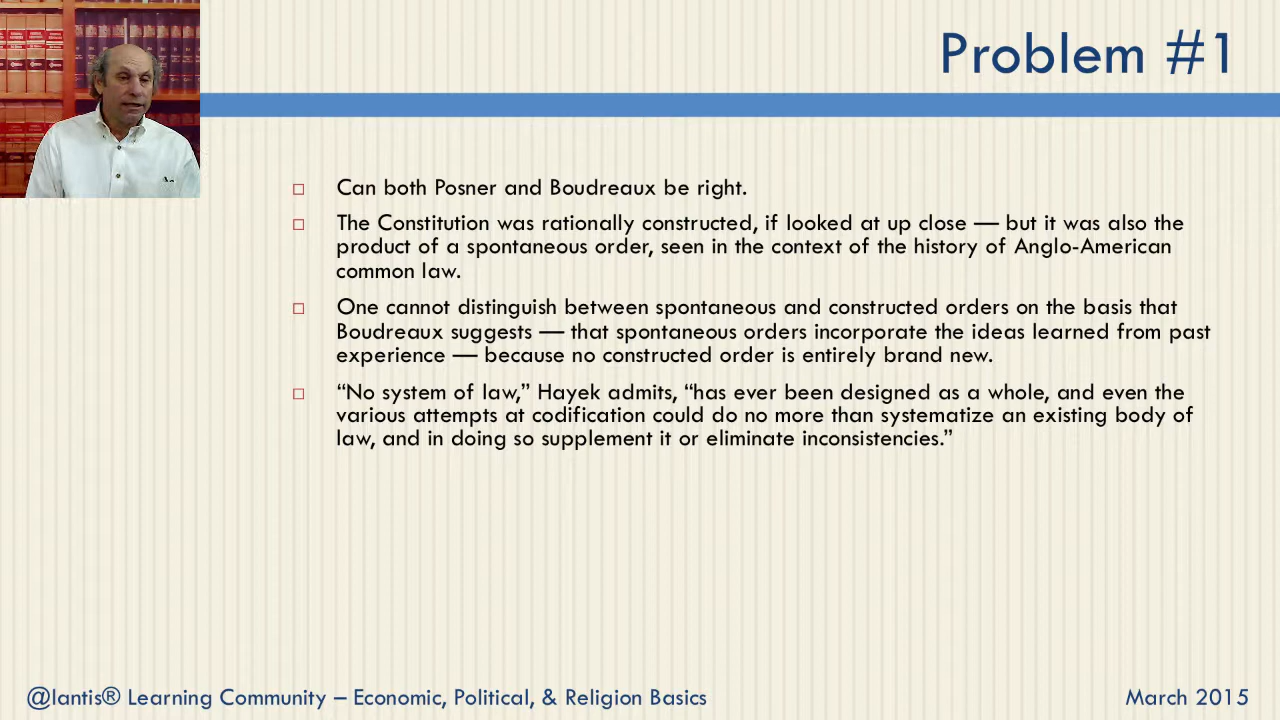 Problem #1
Can both Posner and Boudreaux be right.
The Constitution was rationally constructed, if looked at up close — but it was also the
product of a spontaneous order, seen in the context of the history of Anglo-American
common law.
One cannot distinguish between spontaneous and constructed orders on the basis that
Boudreaux suggests — that spontaneous orders incorporate the ideas learned from past
experience — because no constructed order is entirely brand new.
“No system of law,” Hayek admits, “has ever been designed as a whole, and even the
various attempts at codification could do no more than systematize an existing body of
law, and in doing so supplement it or eliminate inconsistencies.”
@lantis® Learning Community – Economic, Political, & Religion Basics
March 2015